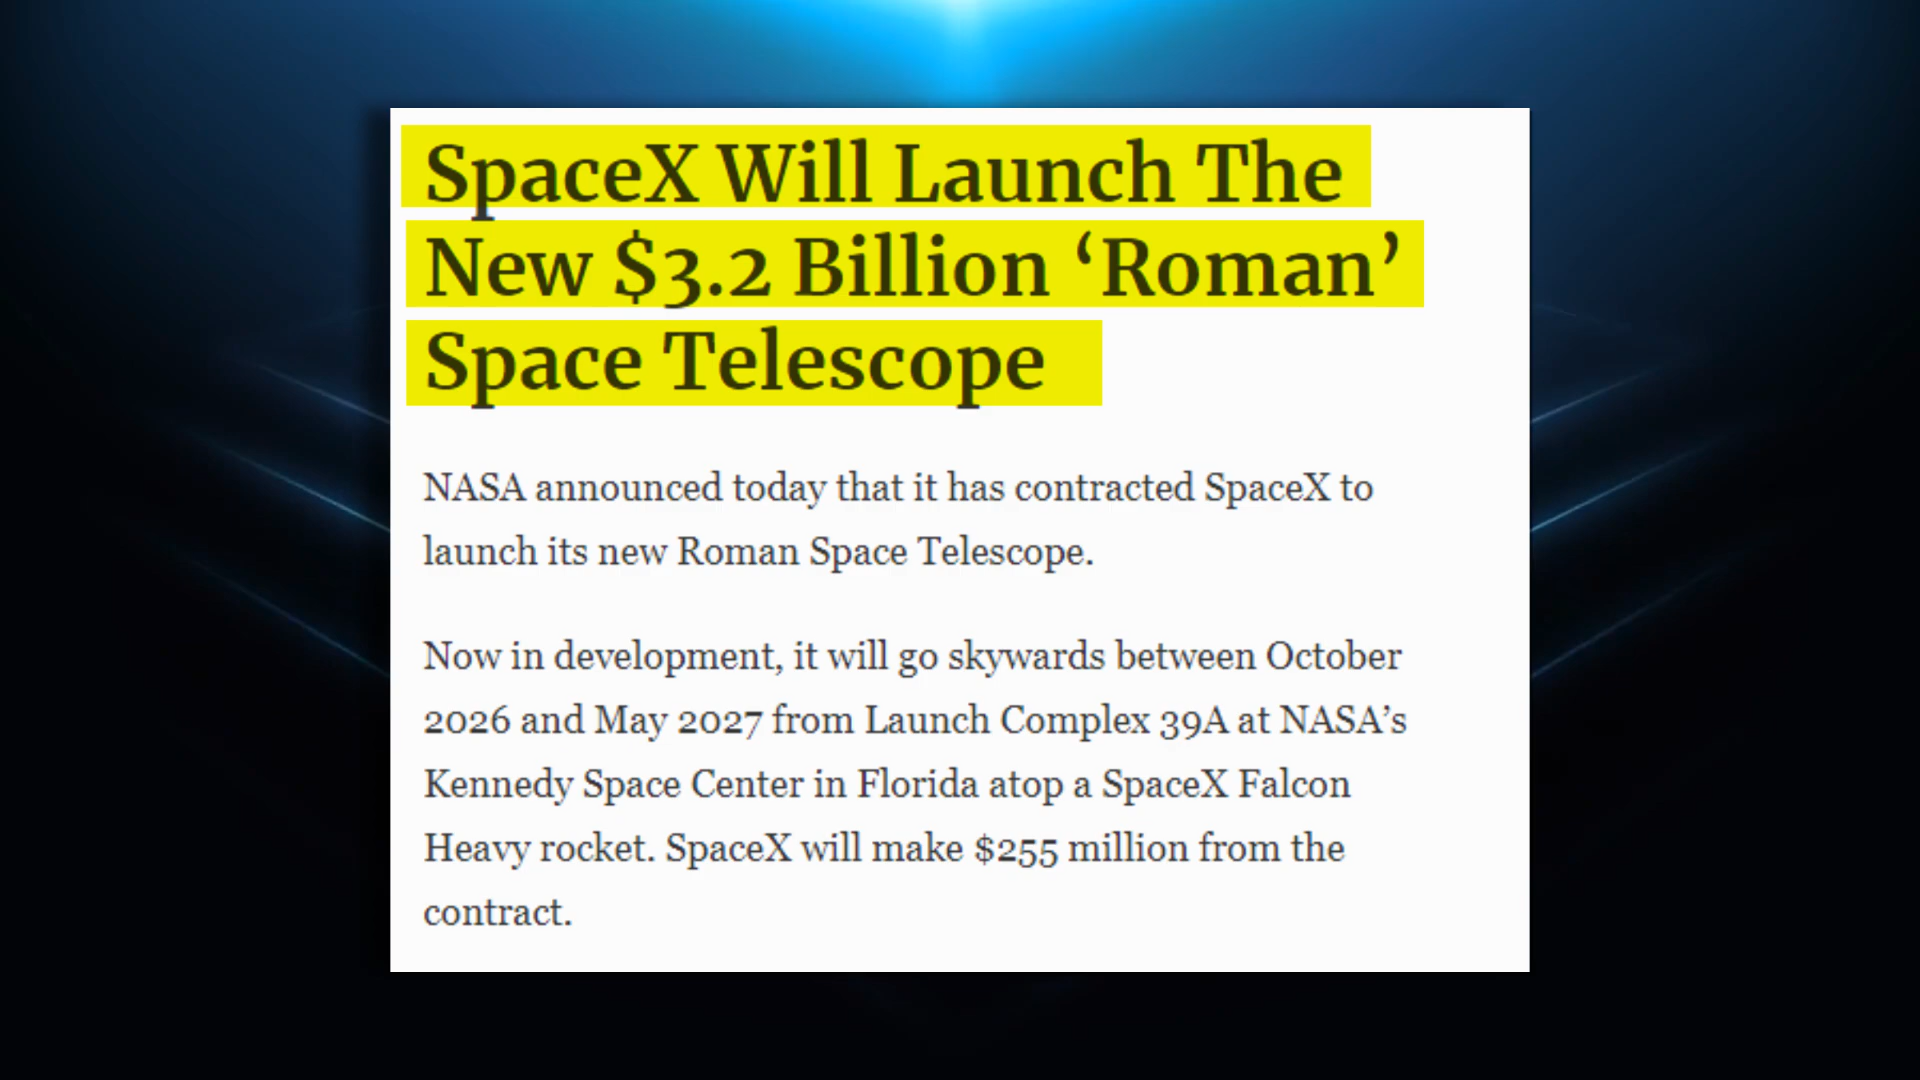 SpaceX Will Launch The
New $3.2 Billion ‘Roman’
Space Telescope
NASA announced today that it has contracted SpaceX to
launch its new Roman Space Telescope.
Now in development, it will go skywards between October
2026 and May 2027 from Launch Complex 39A at NASA’s
Kennedy Space Center in Florida atop a SpaceX Falcon
Heavy rocket. SpaceX will make $255 million from the
contract.